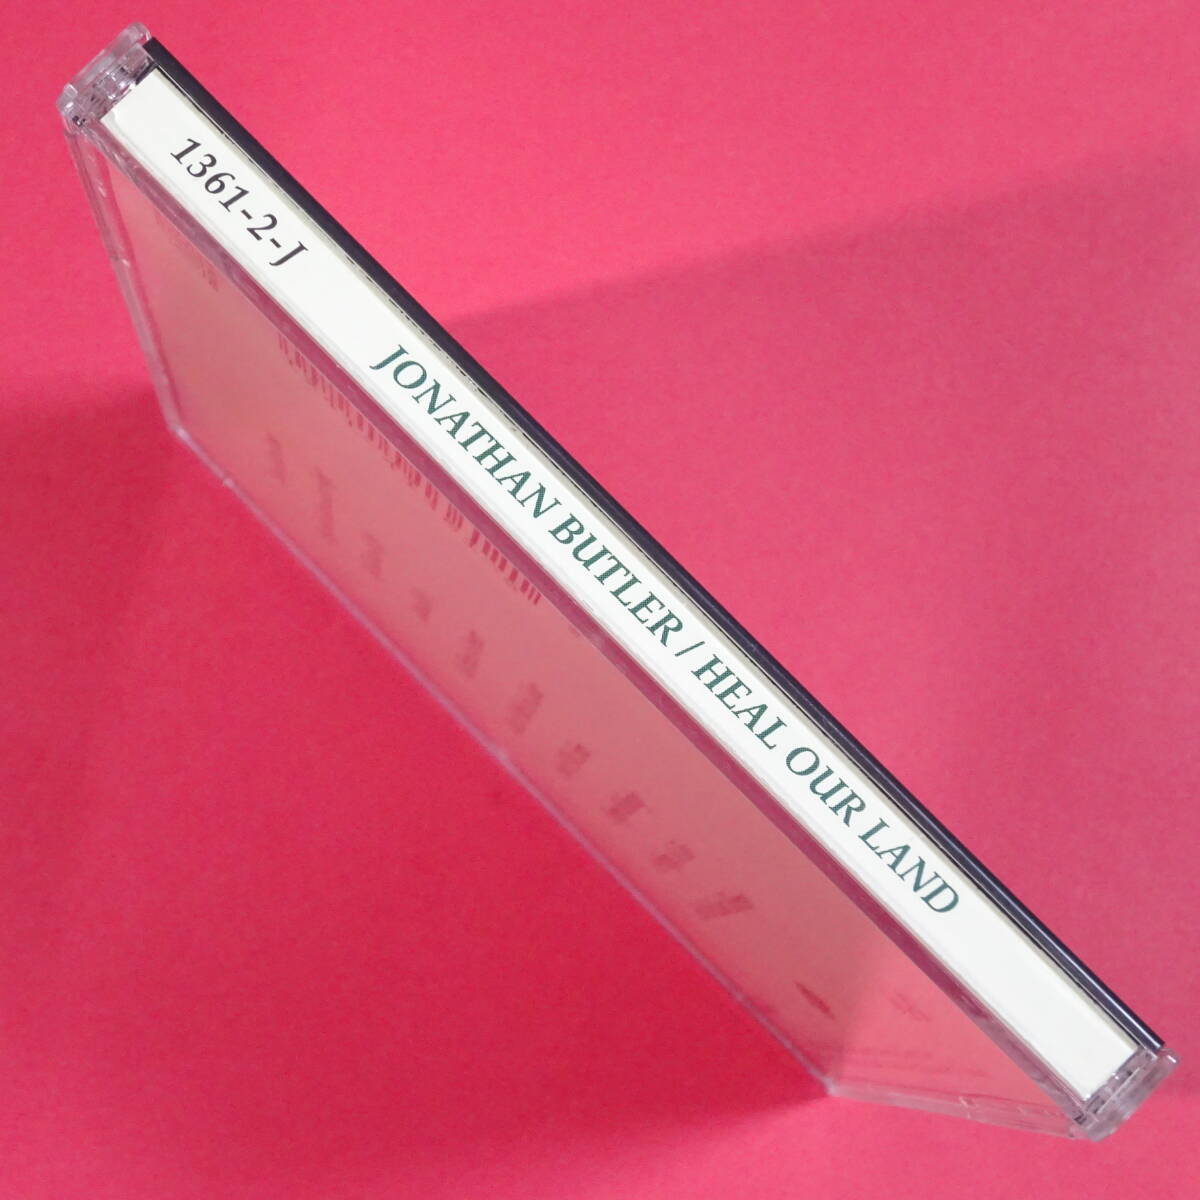 1361-2-J JONATHAN BUTLER / HEAL OUR LAND